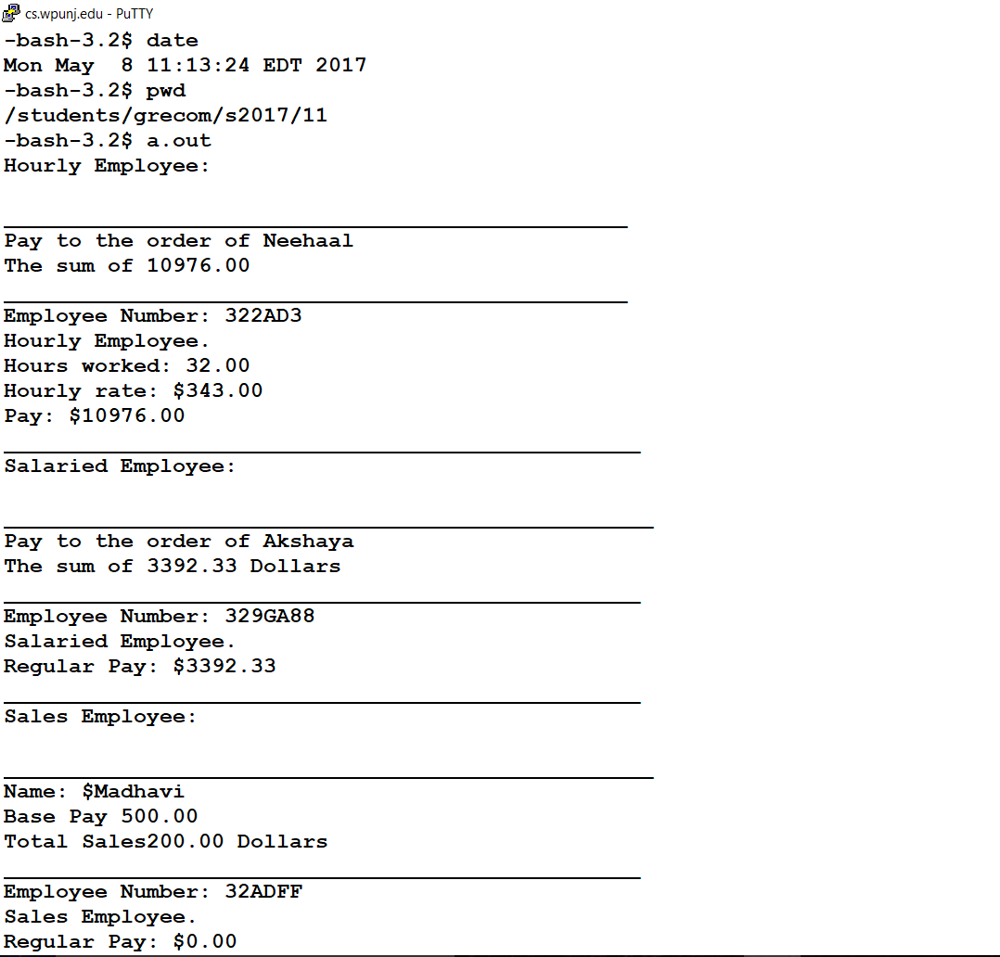 cs.wpunj.edu - PuTTY
-bash-3.2$ date
Mon May  8 11:13:24 EDT 2017
-bash-3.2$ pwd
/students/grecom/s2017/11
-bash-3.2$ a.out
Hourly Employee:
________________________________________________
Pay to the order of Neehaal
The sum of 10976.00
________________________________________________
Employee Number: 322AD3
Hourly Employee.
Hours worked: 32.00
Hourly rate: $343.00
Pay: $10976.00
_________________________________________________
Salaried Employee:
__________________________________________________
Pay to the order of Akshaya
The sum of 3392.33 Dollars
_________________________________________________
Employee Number: 329GA88
Salaried Employee.
Regular Pay: $3392.33
_________________________________________________
Sales Employee:
__________________________________________________
Name: $Madhavi
Base Pay 500.00
Total Sales200.00 Dollars
_________________________________________________
Employee Number: 32ADFF
Sales Employee.
Regular Pay: $0.00